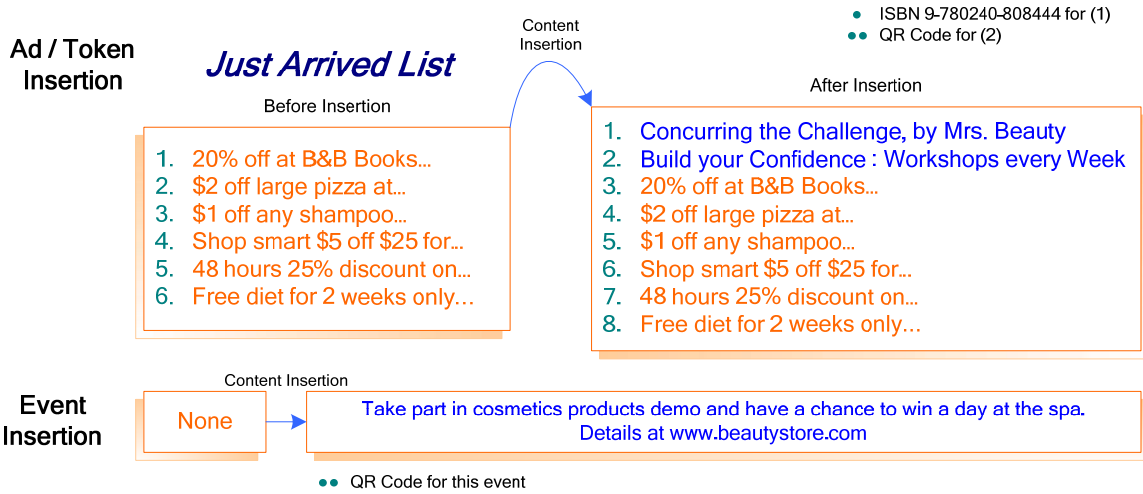 Ad / Token
Insertion
Just Arrived List
Content
Insertion
● ISBN 9-780240-808444 for (1)
●● QR Code for (2)
Before Insertion
1. 20% off at B&B Books...
2. $2 off large pizza at...
3. $1 off any shampoo...
4. Shop smart $5 off $25 for...
5. 48 hours 25% discount on...
6. Free diet for 2 weeks only...
After Insertion
1. Concurring the Challenge, by Mrs. Beauty
2. Build your Confidence : Workshops every Week
3. 20% off at B&B Books...
4. $2 off large pizza at...
5. $1 off any shampoo...
6. Shop smart $5 off $25 for...
7. 48 hours 25% discount on...
8. Free diet for 2 weeks only...
Event
Insertion
Content Insertion
None
Take part in cosmetics products demo and have a chance to win a day at the spa.
Details at www.beautystore.com
●● QR Code for this event